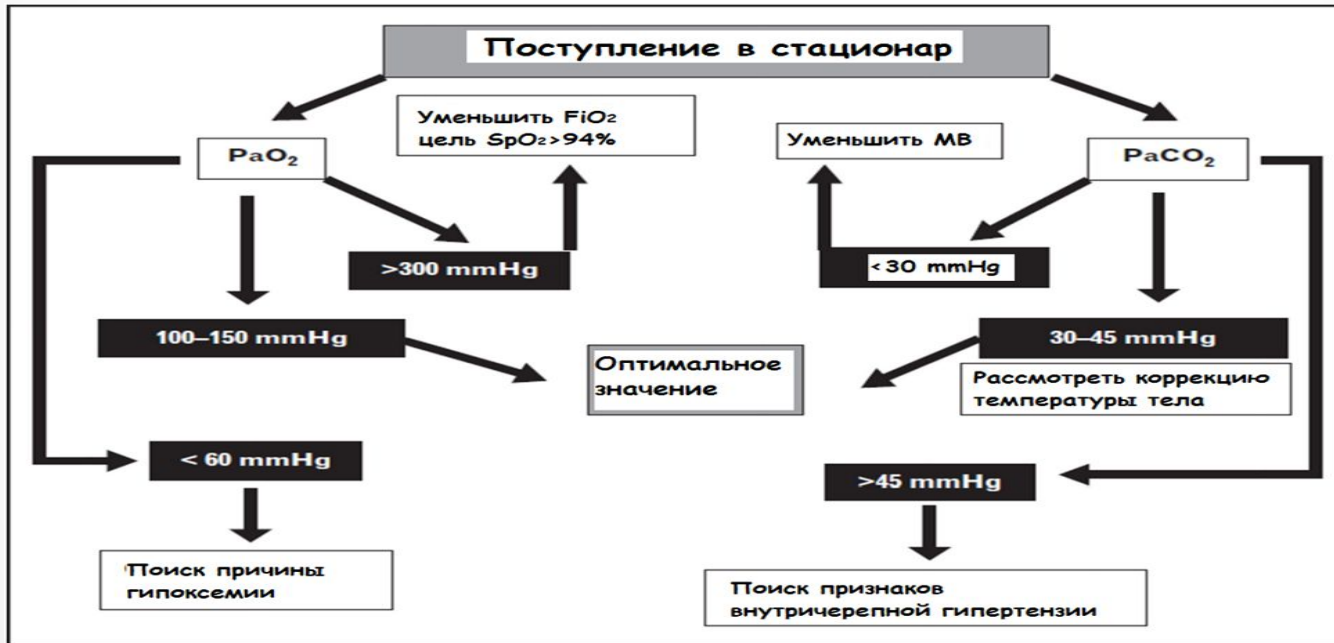 Поступление в стационар
Уменьшить FiO₂
цель SpO₂>94%
Уменьшить МВ
PaO₂
PaCO₂
>300 mmHg
<30 mmHg
100–150 mmHg
30–45 mmHg
Оптимальное
значение
Рассмотреть коррекцию
температуры тела
< 60 mmHg
>45 mmHg
Поиск причины
гипоксемии
Поиск признаков
внутричерепной гипертензии